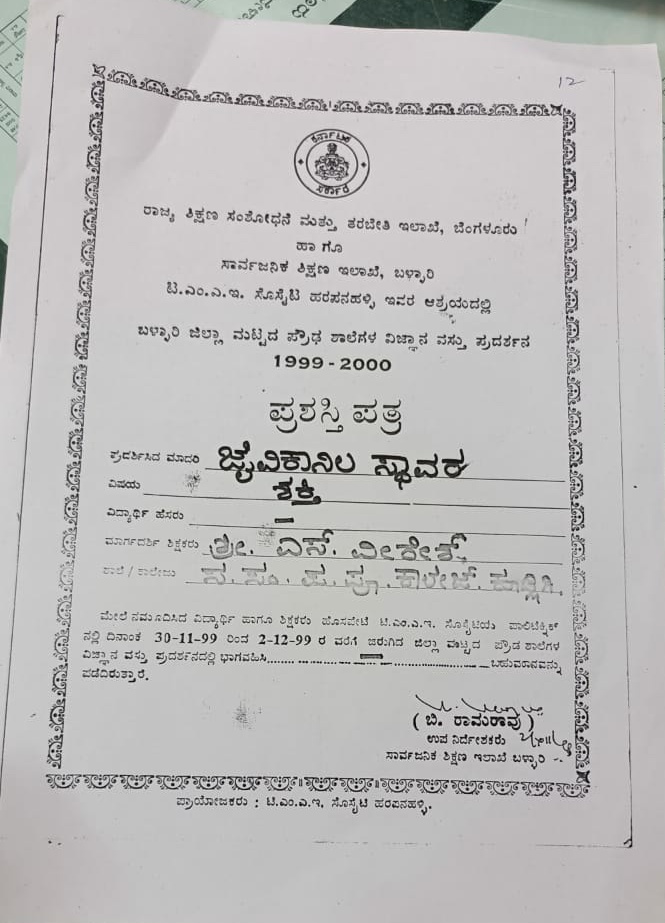 12
ಕರ್ನಾಟಕ
ಸರ್ಕಾರ
ರಾಜ್ಯ ಶಿಕ್ಷಣ ಸಂಶೋಧನೆ ಮತ್ತು ತರಬೇತಿ ಇಲಾಖೆ, ಬೆಂಗಳೂರು
ಹಾಗೂ
ಸಾರ್ವಜನಿಕ ಶಿಕ್ಷಣ ಇಲಾಖೆ, ಬಳ್ಳಾರಿ
ಟಿ.ಎಂ.ಎ.ಇ. ಸೊಸೈಟಿ ಹರಪನಹಳ್ಳಿ ಇವರ ಆಶ್ರಯದಲ್ಲಿ
ಬಳ್ಳಾರಿ ಜಿಲ್ಲಾ ಮಟ್ಟದ ಪ್ರೌಢ ಶಾಲೆಗಳ ವಿಜ್ಞಾನ ವಸ್ತು ಪ್ರದರ್ಶನ
1999-2000
ಪ್ರಶಸ್ತಿ ಪತ್ರ
ಪ್ರದರ್ಶಿಸಿದ ಮಾದರಿ ಜೈವಿಕಾನಿಲ ಸ್ಥಾವರ
ವಿಷಯ ಶಕ್ತಿ
ವಿದ್ಯಾರ್ಥಿ ಹೆಸರು —
ಮಾರ್ಗದರ್ಶಿ ಶಿಕ್ಷಕರು ಶ್ರೀ. ಎಸ್.
ಶಾಲೆ / ಕಾಲೇಜು ಸ. ಸಂ. ಪ. ಪೂ. ಕಾಲೇಜ್.
ಮೇಲೆ ನಮೂದಿಸಿದ ವಿದ್ಯಾರ್ಥಿ ಹಾಗೂ ಶಿಕ್ಷಕರು ಹೊಸಪೇಟೆ ಟಿ.ಎಂ.ಎ.ಇ. ಸೊಸೈಟಿಯ ಪಾಲಿಟೆಕ್ನಿಕ್
ನಲ್ಲಿ ದಿನಾಂಕ 30-11-99 ರಿಂದ 2-12-99 ರ ವರೆಗೆ ಜರುಗಿದ ಜಿಲ್ಲಾ ಮಟ್ಟದ ಪ್ರೌಢ ಶಾಲೆಗಳ
ವಿಜ್ಞಾನ ವಸ್ತು ಪ್ರದರ್ಶನದಲ್ಲಿ ಭಾಗವಹಿಸಿ........ — ........ ಬಹುಮಾನವನ್ನು
ಪಡೆದಿರುತ್ತಾರೆ.
( ಬಿ. ರಾಮರಾವು )
ಉಪ ನಿರ್ದೇಶಕರು
ಸಾರ್ವಜನಿಕ ಶಿಕ್ಷಣ ಇಲಾಖೆ ಬಳ್ಳಾರಿ
ಪ್ರಾಯೋಜಕರು : ಟಿ.ಎಂ.ಎ.ಇ, ಸೊಸೈಟಿ ಹರಪನಹಳ್ಳಿ.